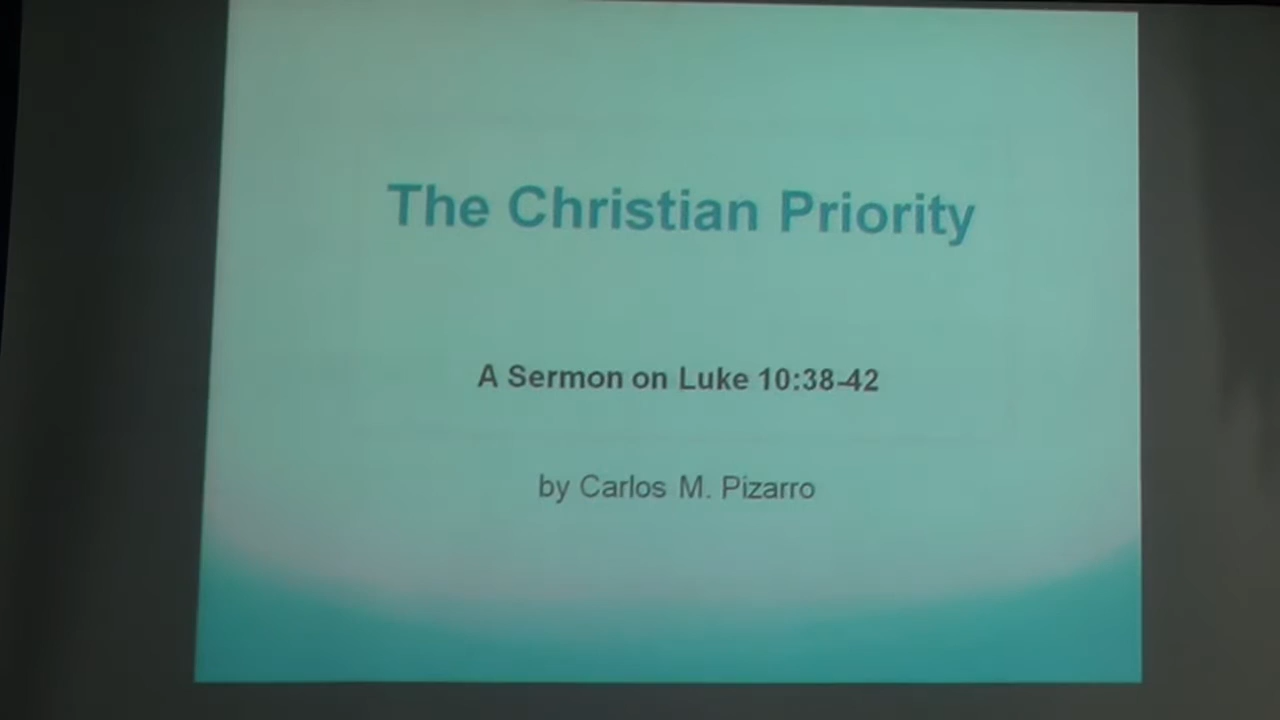 The Christian Priority
A Sermon on Luke 10:38-42
by Carlos M. Pizarro